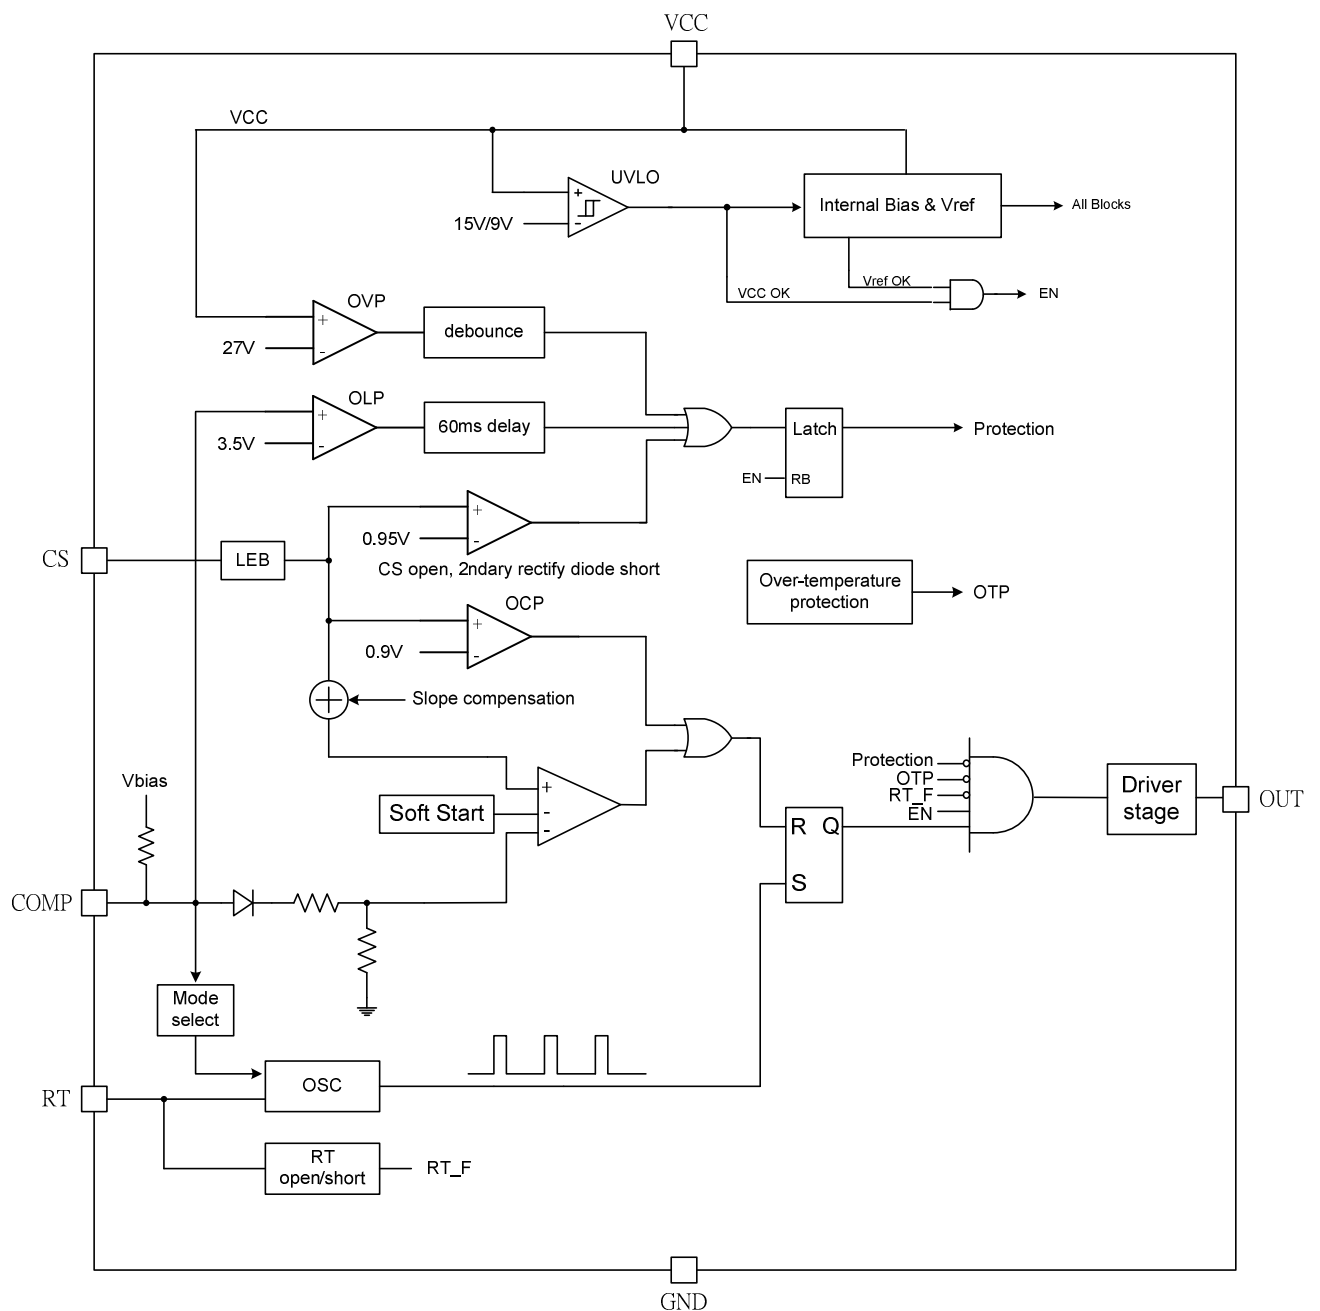 VCC
VCC
UVLO
+
-
15V/9V
Internal Bias & Vref
All Blocks
Vref OK
VCC OK
EN
OVP
+
-
27V
debounce
OLP
+
-
3.5V
60ms delay
Latch
Protection
EN
RB
+
-
0.95V
CS
LEB
CS open, 2ndary rectify diode short
Over-temperature
protection
OTP
OCP
+
-
0.9V
Slope compensation
Protection
OTP
RT_F
EN
Vbias
+
-
-
Soft Start
R Q
S
Driver
stage
OUT
COMP
Mode
select
OSC
RT
RT
open/short
RT_F
GND